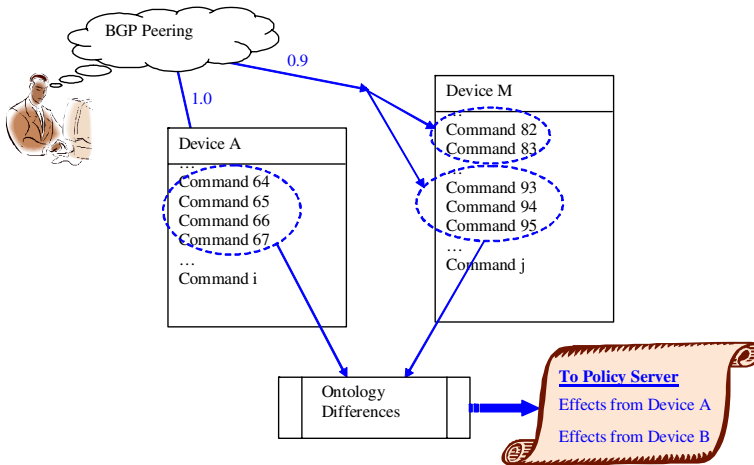 BGP Peering
0.9
1.0
Device A
…
Command 64
Command 65
Command 66
Command 67
…
Command i
Device M
…
Command 82
Command 83
…
Command 93
Command 94
Command 95
…
Command j
Ontology
Differences
To Policy Server
Effects from Device A
Effects from Device B